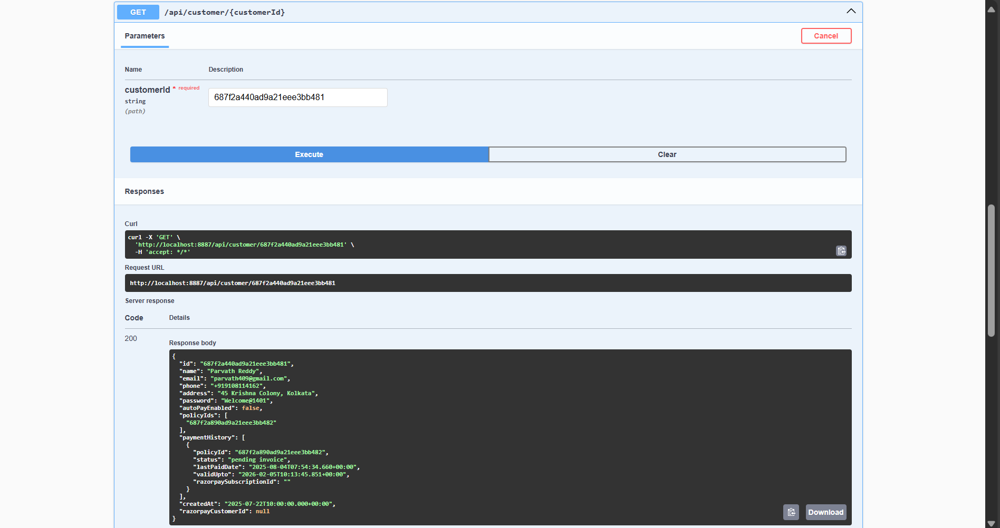 GET /api/customer/{customerId}
Parameters
Cancel
Name Description
customerId * required
string
(path)
687f2a440ad9a21eee3bb481
Execute Clear
Responses
Curl
curl -X 'GET' \
  'http://localhost:8887/api/customer/687f2a440ad9a21eee3bb481' \
  -H 'accept: */*'
Request URL
http://localhost:8887/api/customer/687f2a440ad9a21eee3bb481
Server response
Code Details
200
Response body
{
  "id": "687f2a440ad9a21eee3bb481",
  "name": "Parvath Reddy",
  "email": "parvath409@gmail.com",
  "phone": "+919108114162",
  "address": "45 Krishna Colony, Kolkata",
  "password": "Welcome@1401",
  "autoPayEnabled": false,
  "policyIds": [
    "687f2a890ad9a21eee3bb482"
  ],
  "paymentHistory": [
    {
      "policyId": "687f2a890ad9a21eee3bb482",
      "status": "pending invoice",
      "lastPaidDate": "2025-08-04T07:54:34.660+00:00",
      "validUpto": "2026-02-05T10:13:45.851+00:00",
      "razorpaySubscriptionId": ""
    }
  ],
  "createdAt": "2025-07-22T10:00:00.000+00:00",
  "razorpayCustomerId": null
}
Download